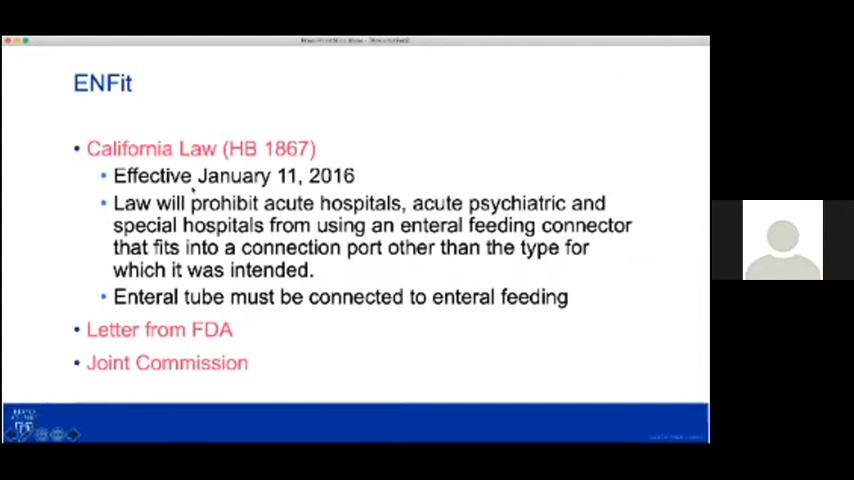 ENFit
• California Law (HB 1867)
• Effective January 11, 2016
• Law will prohibit acute hospitals, acute psychiatric and
special hospitals from using an enteral feeding connector
that fits into a connection port other than the type for
which it was intended.
• Enteral tube must be connected to enteral feeding
• Letter from FDA
• Joint Commission